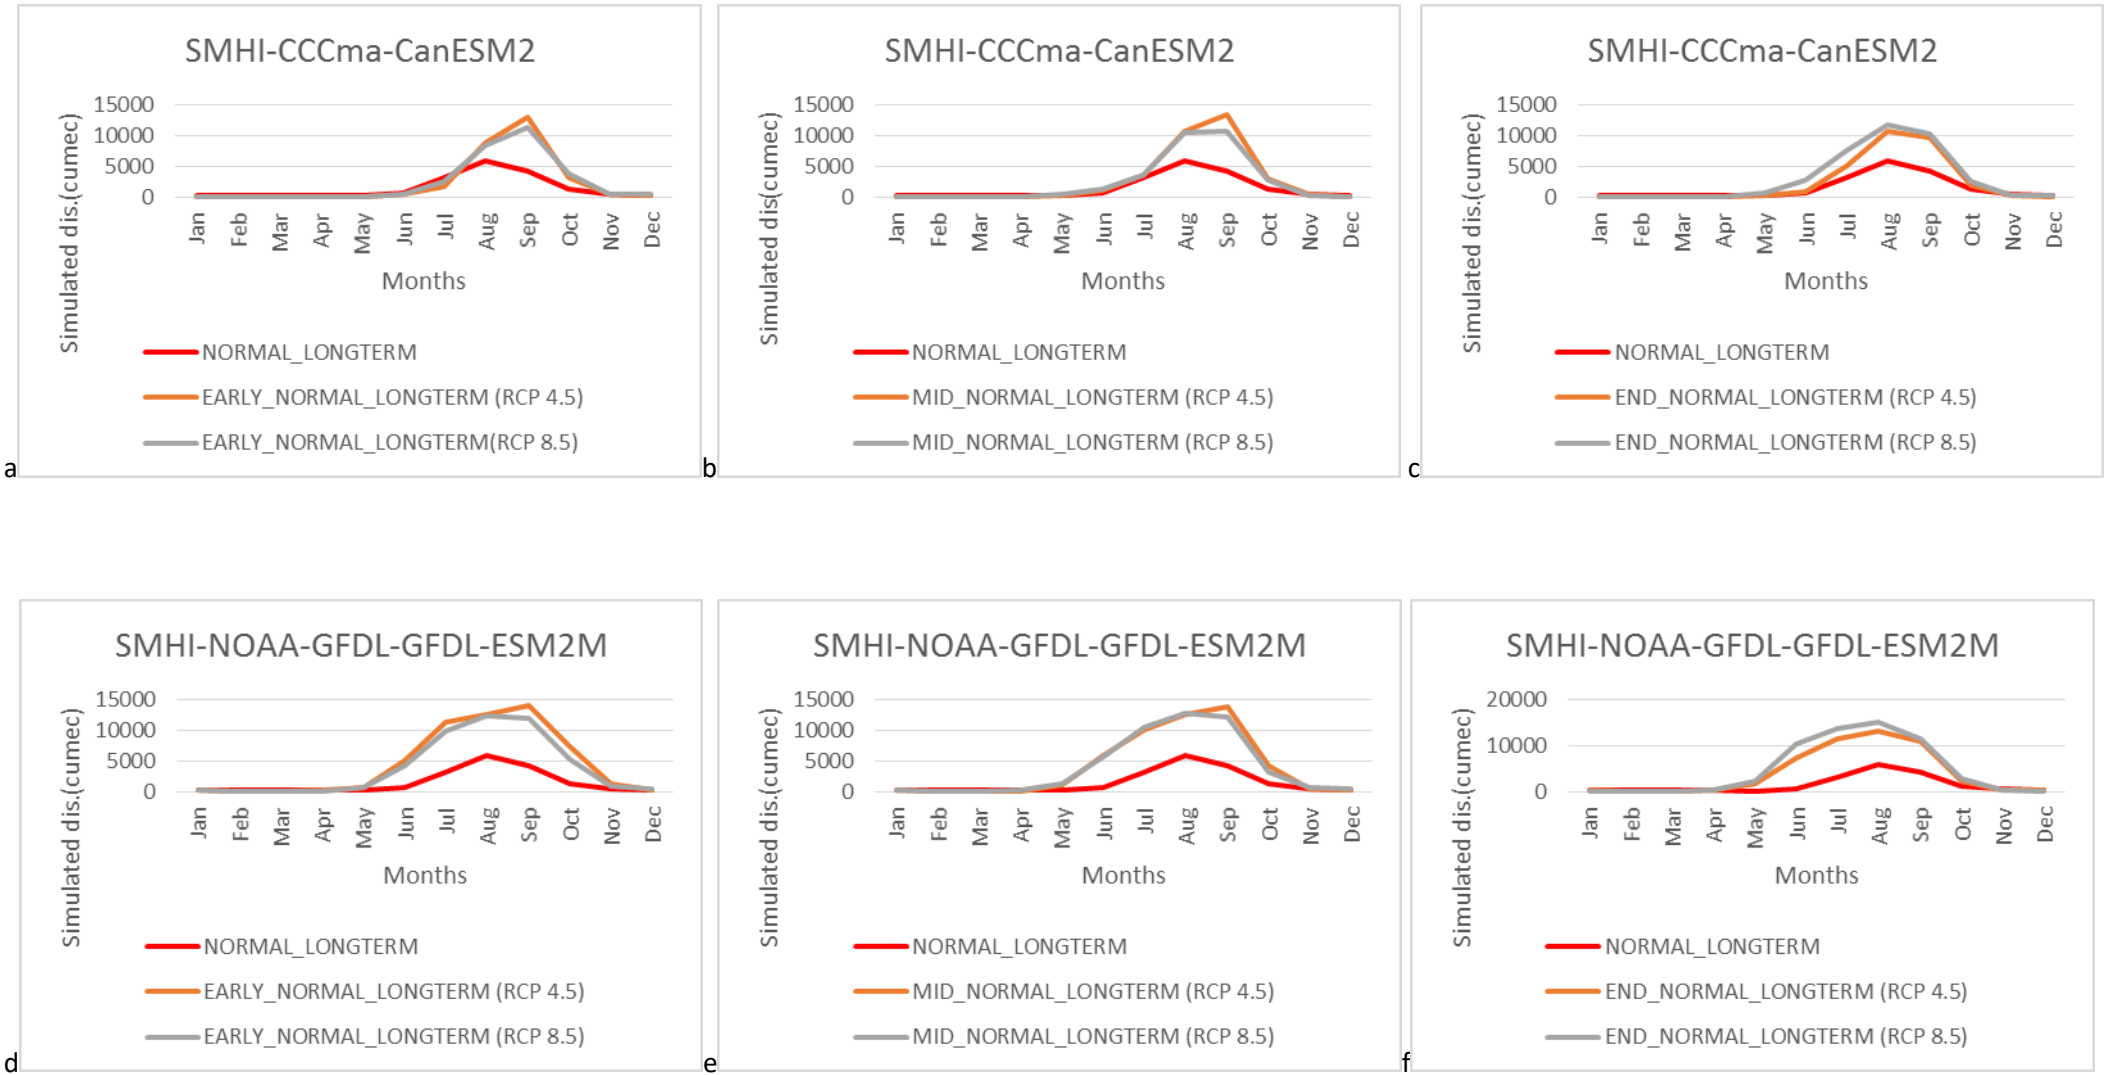 SMHI-CCCma-CanESM2
Simulated dis.(cumec)
15000
10000
5000
0
Jan Feb Mar Apr May Jun Jul Aug Sep Oct Nov Dec
Months
NORMAL_LONGTERM
EARLY_NORMAL_LONGTERM (RCP 4.5)
EARLY_NORMAL_LONGTERM(RCP 8.5)
a
SMHI-CCCma-CanESM2
Simulated dis(cumec)
15000
10000
5000
0
Jan Feb Mar Apr May Jun Jul Aug Sep Oct Nov Dec
Months
NORMAL_LONGTERM
MID_NORMAL_LONGTERM (RCP 4.5)
MID_NORMAL_LONGTERM (RCP 8.5)
b
SMHI-CCCma-CanESM2
Simulated dis.(cumec)
15000
10000
5000
0
Jan Feb Mar Apr May Jun Jul Aug Sep Oct Nov Dec
Months
NORMAL_LONGTERM
END_NORMAL_LONGTERM (RCP 4.5)
END_NORMAL_LONGTERM (RCP 8.5)
c
SMHI-NOAA-GFDL-GFDL-ESM2M
Simulated dis.(cumec)
15000
10000
5000
0
Jan Feb Mar Apr May Jun Jul Aug Sep Oct Nov Dec
Months
NORMAL_LONGTERM
EARLY_NORMAL_LONGTERM (RCP 4.5)
EARLY_NORMAL_LONGTERM (RCP 8.5)
d
SMHI-NOAA-GFDL-GFDL-ESM2M
Simulated dis.(cumec)
15000
10000
5000
0
Jan Feb Mar Apr May Jun Jul Aug Sep Oct Nov Dec
Months
NORMAL_LONGTERM
MID_NORMAL_LONGTERM (RCP 4.5)
MID_NORMAL_LONGTERM (RCP 8.5)
e
SMHI-NOAA-GFDL-GFDL-ESM2M
Simulated dis.(cumec)
20000
10000
0
Jan Feb Mar Apr May Jun Jul Aug Sep Oct Nov Dec
Months
NORMAL_LONGTERM
END_NORMAL_LONGTERM (RCP 4.5)
END_NORMAL_LONGTERM (RCP 8.5)
f